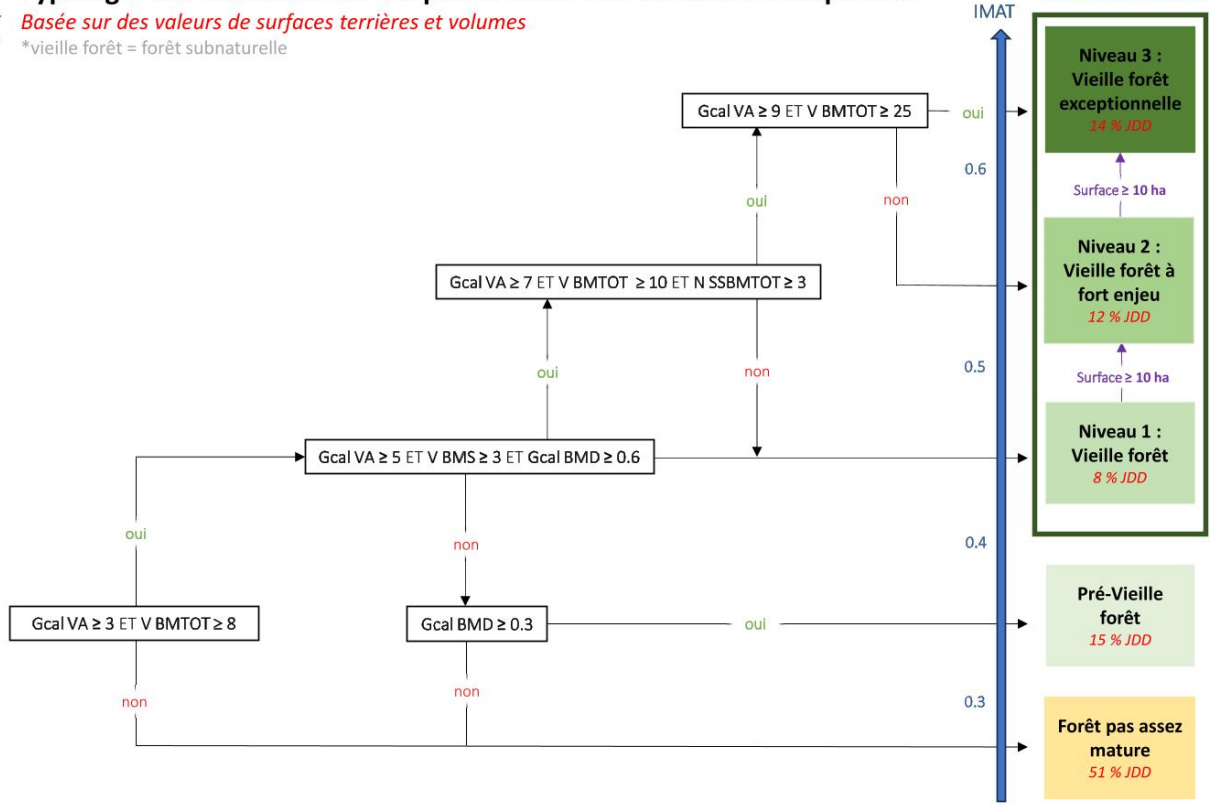 Basée sur des valeurs de surfaces terrières et volumes
*vieille forêt = forêt subnaturelle
IMAT
Niveau 3 :
Vieille forêt
exceptionnelle
14 % JDD
Gcal VA ≥ 9 ET V BMTOT ≥ 25
oui
0.6
Surface ≥ 10 ha
oui
non
Niveau 2 :
Vieille forêt à
fort enjeu
12 % JDD
Gcal VA ≥ 7 ET V BMTOT ≥ 10 ET N SSBMTOT ≥ 3
0.5
oui
non
Surface ≥ 10 ha
Niveau 1 :
Vieille forêt
8 % JDD
Gcal VA ≥ 5 ET V BMS ≥ 3 ET Gcal BMD ≥ 0.6
oui
non
0.4
Pré-Vieille
forêt
15 % JDD
Gcal VA ≥ 3 ET V BMTOT ≥ 8
Gcal BMD ≥ 0.3
oui
non
non
0.3
Forêt pas assez
mature
51 % JDD